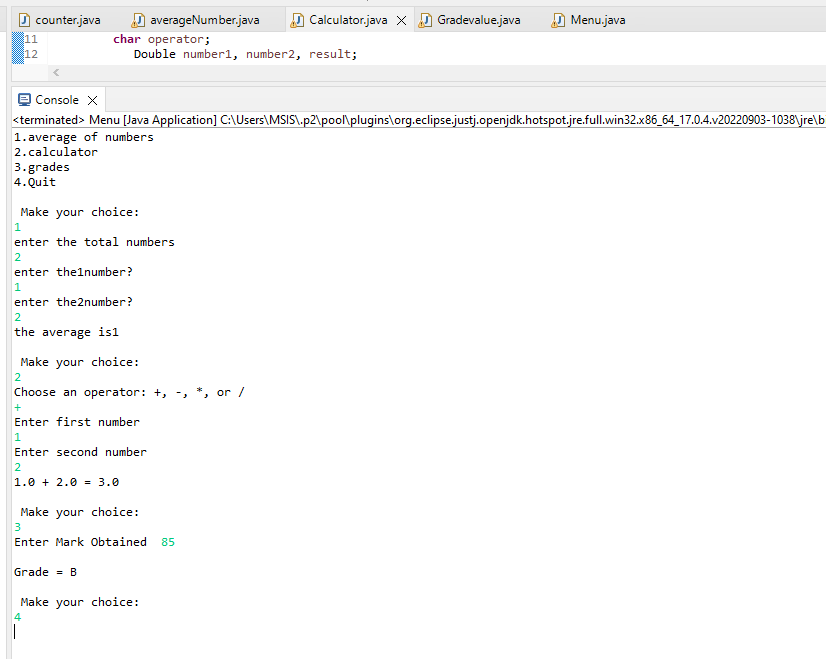 counter.java averageNumber.java Calculator.java Gradevalue.java Menu.java
11 char operator;
12 Double number1, number2, result;
Console
<terminated> Menu [Java Application] C:\Users\MSIS\.p2\pool\plugins\org.eclipse.justj.openjdk.hotspot.jre.full.win32.x86_64_17.0.4.v20220903-1038\jre\b
1.average of numbers
2.calculator
3.grades
4.Quit
Make your choice:
1
enter the total numbers
2
enter the1number?
1
enter the2number?
2
the average is1
Make your choice:
2
Choose an operator: +, -, *, or /
+
Enter first number
1
Enter second number
2
1.0 + 2.0 = 3.0
Make your choice:
3
Enter Mark Obtained 85
Grade = B
Make your choice:
4